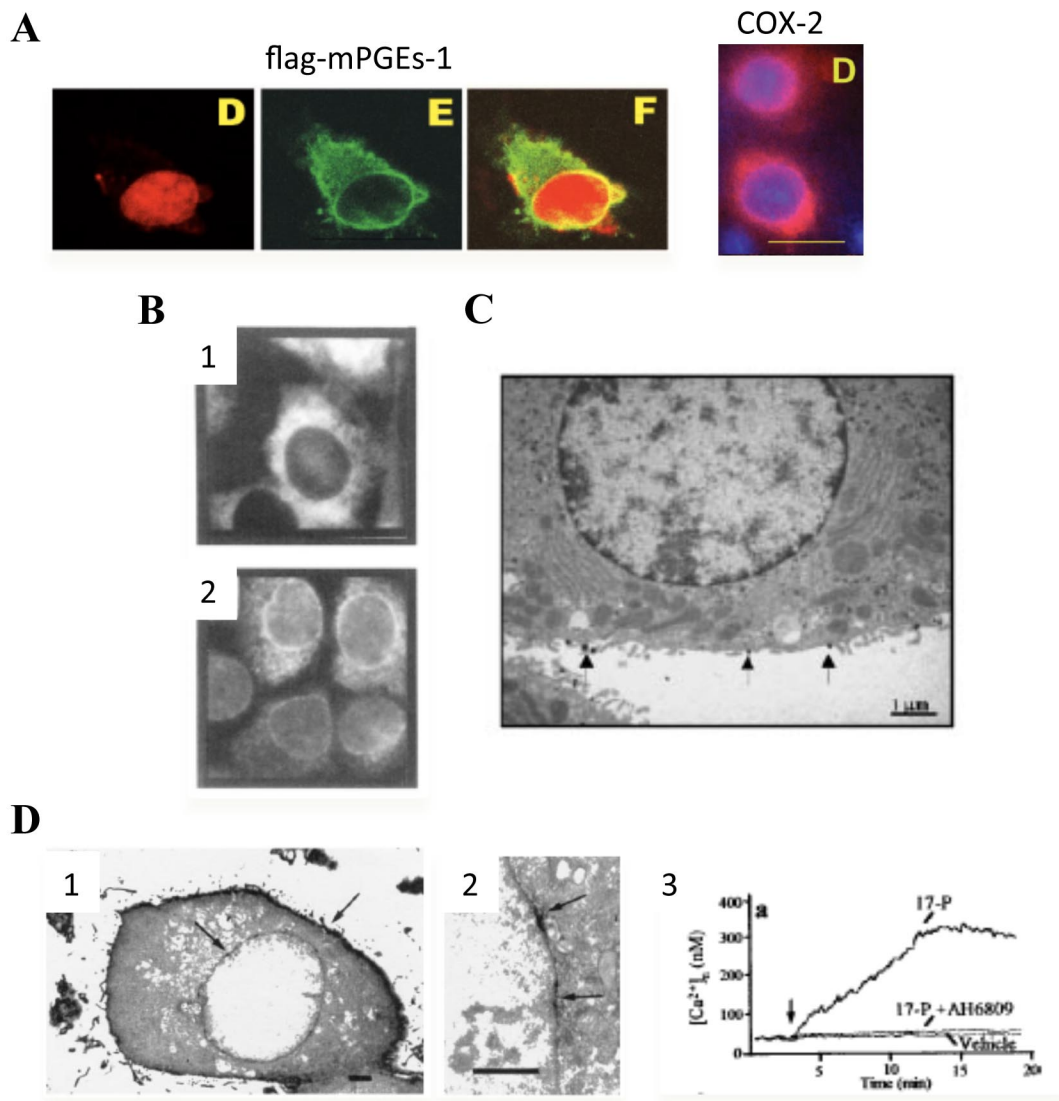 A
COX-2
flag-mPGEs-1
D
E
F
D
B
C
1
2
1 μm
D
1
2
3
a
400
300
200
100
0
[Ca²⁺]ₙ (nM)
17-P
17-P +AH6809
Vehicle
5
10
15
20
Time (min)